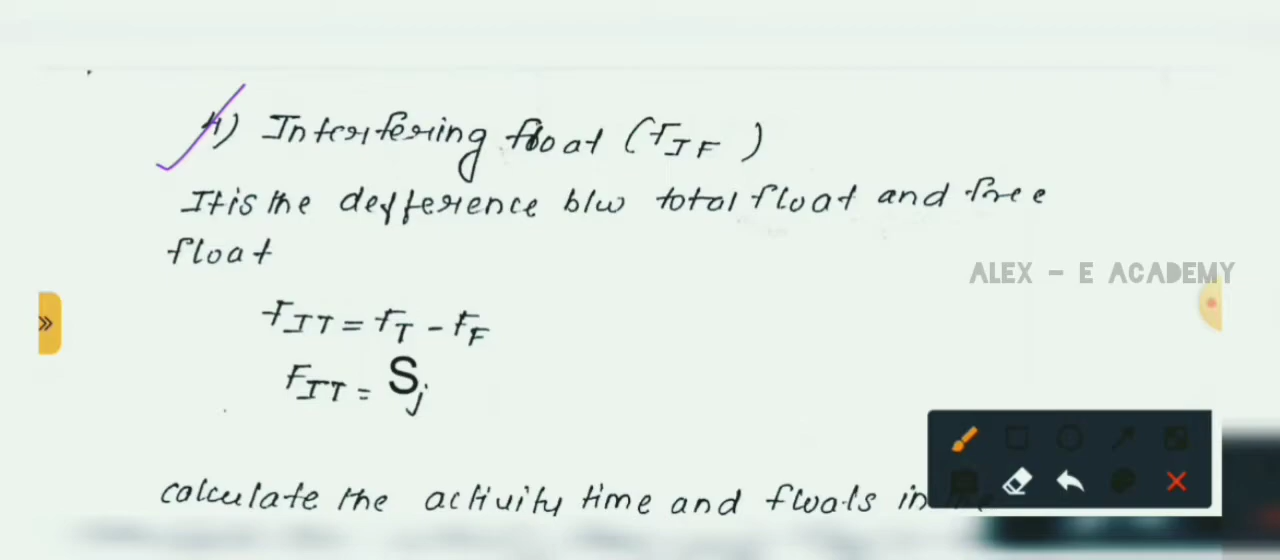 4) Interfering float (FIF )
It is the defference b/w total float and free
float
ALEX - E ACADEMY
FIT = FT - FF
FIT = Sj
calculate the activity time and floats in the